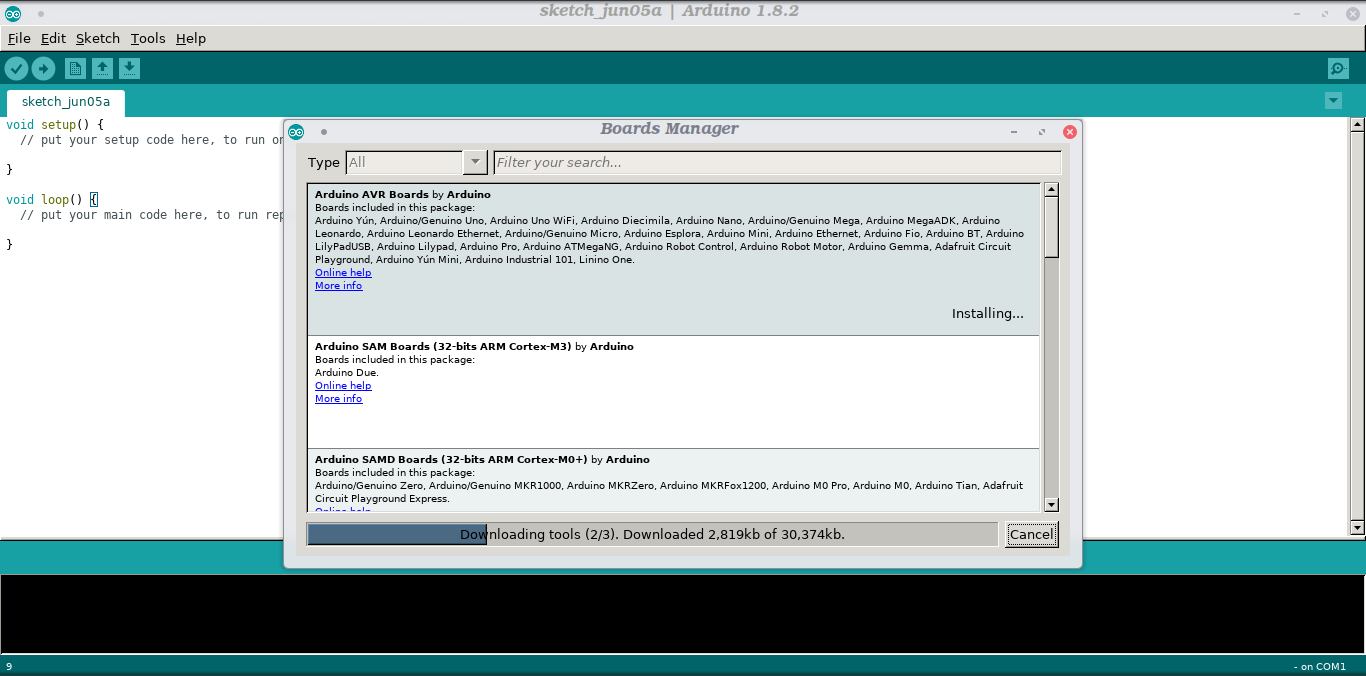 sketch_jun05a | Arduino 1.8.2
File Edit Sketch Tools Help
sketch_jun05a
void setup() {
// put your setup code here, to run on
}
void loop() {
// put your main code here, to run rep
}
Boards Manager
Type All Filter your search...
Arduino AVR Boards by Arduino
Boards included in this package:
Arduino Yún, Arduino/Genuino Uno, Arduino Uno WiFi, Arduino Diecimila, Arduino Nano, Arduino/Genuino Mega, Arduino MegaADK, Arduino
Leonardo, Arduino Leonardo Ethernet, Arduino/Genuino Micro, Arduino Esplora, Arduino Mini, Arduino Ethernet, Arduino Fio, Arduino BT, Arduino
LilyPadUSB, Arduino Lilypad, Arduino Pro, Arduino ATMegaNG, Arduino Robot Control, Arduino Robot Motor, Arduino Gemma, Adafruit Circuit
Playground, Arduino Yún Mini, Arduino Industrial 101, Linino One.
Online help
More info
Installing...
Arduino SAM Boards (32-bits ARM Cortex-M3) by Arduino
Boards included in this package:
Arduino Due.
Online help
More info
Arduino SAMD Boards (32-bits ARM Cortex-M0+) by Arduino
Boards included in this package:
Arduino/Genuino Zero, Arduino/Genuino MKR1000, Arduino MKRZero, Arduino MKRFox1200, Arduino M0 Pro, Arduino M0, Arduino Tian, Adafruit
Circuit Playground Express.
Online help
Downloading tools (2/3). Downloaded 2,819kb of 30,374kb.
Cancel
9
- on COM1